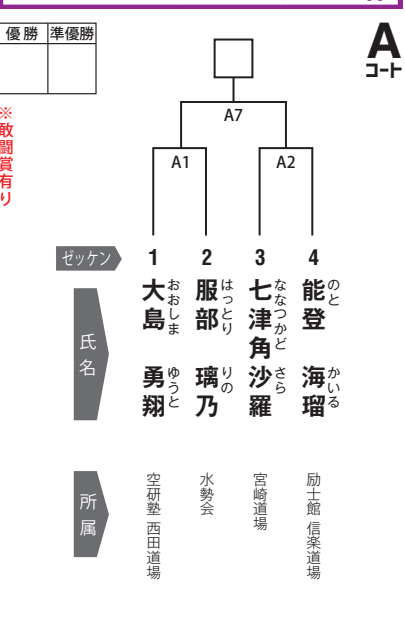 優勝 準優勝
※敢闘賞有り
A
コート
A7
A1 A2
ゼッケン 1 2 3 4
氏名
大島 勇翔
おおしま ゆうと
服部 璃乃
はっとり りの
七津角 沙羅
ななつかど さら
能登 海瑠
のと かいる
所属
空研塾 西田道場
水勢会
宮崎道場
励士館 信楽道場